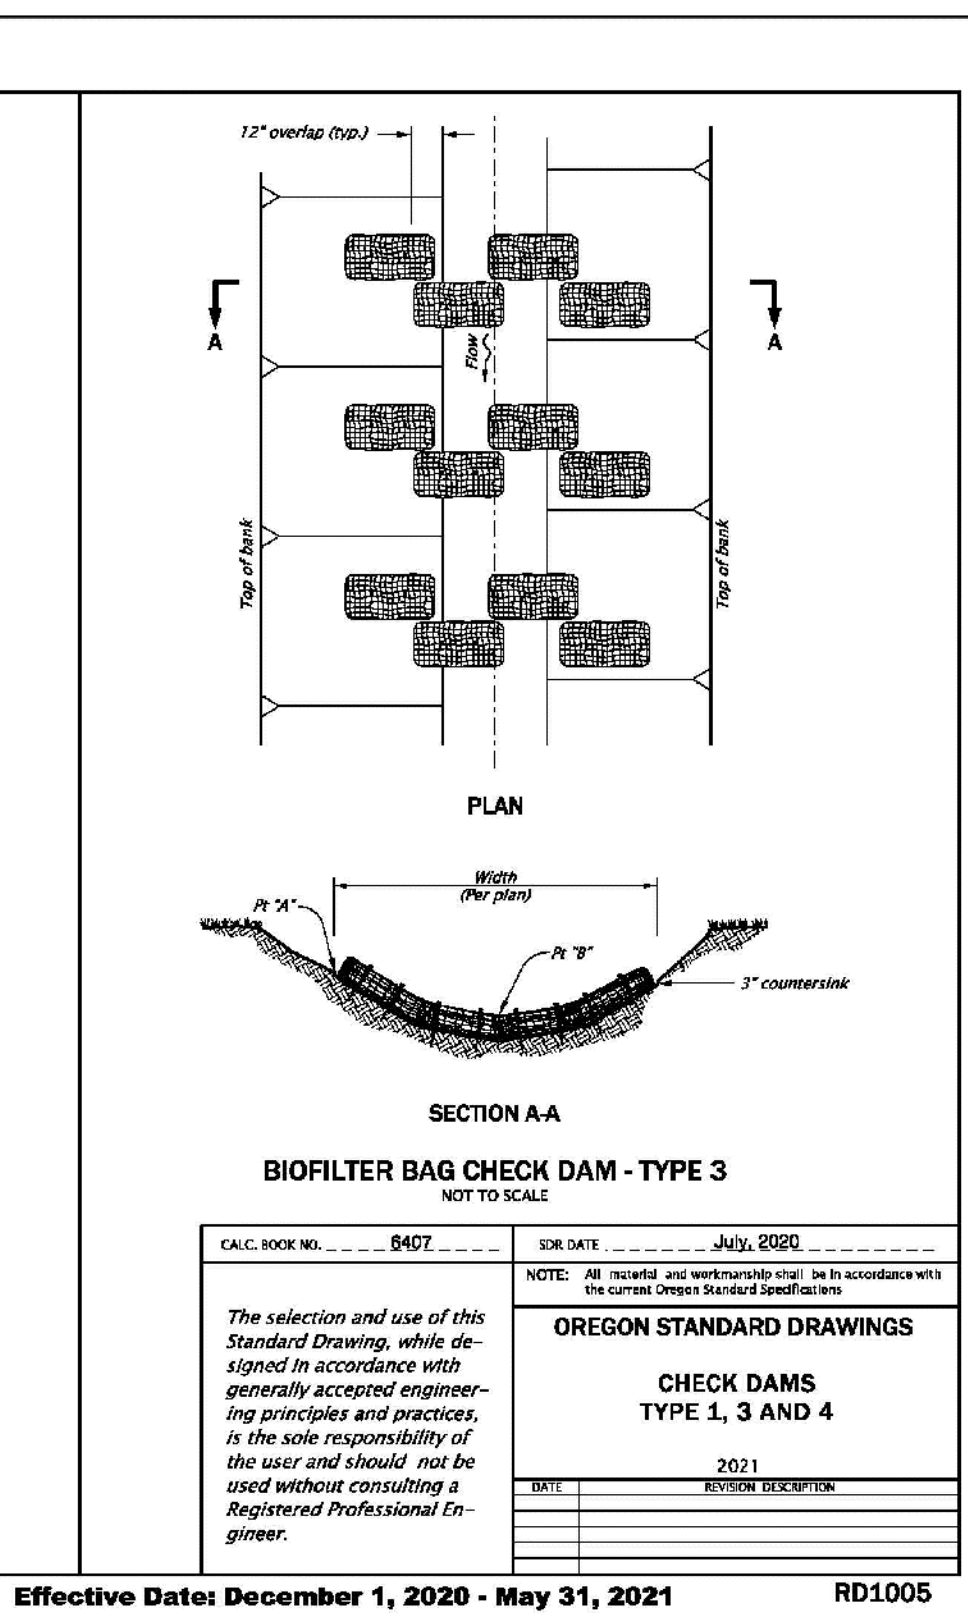 12" overlap (typ.)
A
A
Flow
Top of bank
Top of bank
PLAN
Width
(Per plan)
Pt "A"
Pt "B"
3" countersink
SECTION A-A
BIOFILTER BAG CHECK DAM - TYPE 3
NOT TO SCALE
CALC. BOOK NO. _ _ _ _ 6407 _ _ _ _
SDR DATE _ _ _ _ _ _ _ July, 2020 _ _ _ _ _ _ _ _
NOTE: All material and workmanship shall be in accordance with
the current Oregon Standard Specifications
The selection and use of this
Standard Drawing, while de-
signed in accordance with
generally accepted engineer-
ing principles and practices,
is the sole responsibility of
the user and should not be
used without consulting a
Registered Professional En-
gineer.
OREGON STANDARD DRAWINGS
CHECK DAMS
TYPE 1, 3 AND 4
2021
DATE REVISION DESCRIPTION
Effective Date: December 1, 2020 - May 31, 2021
RD1005